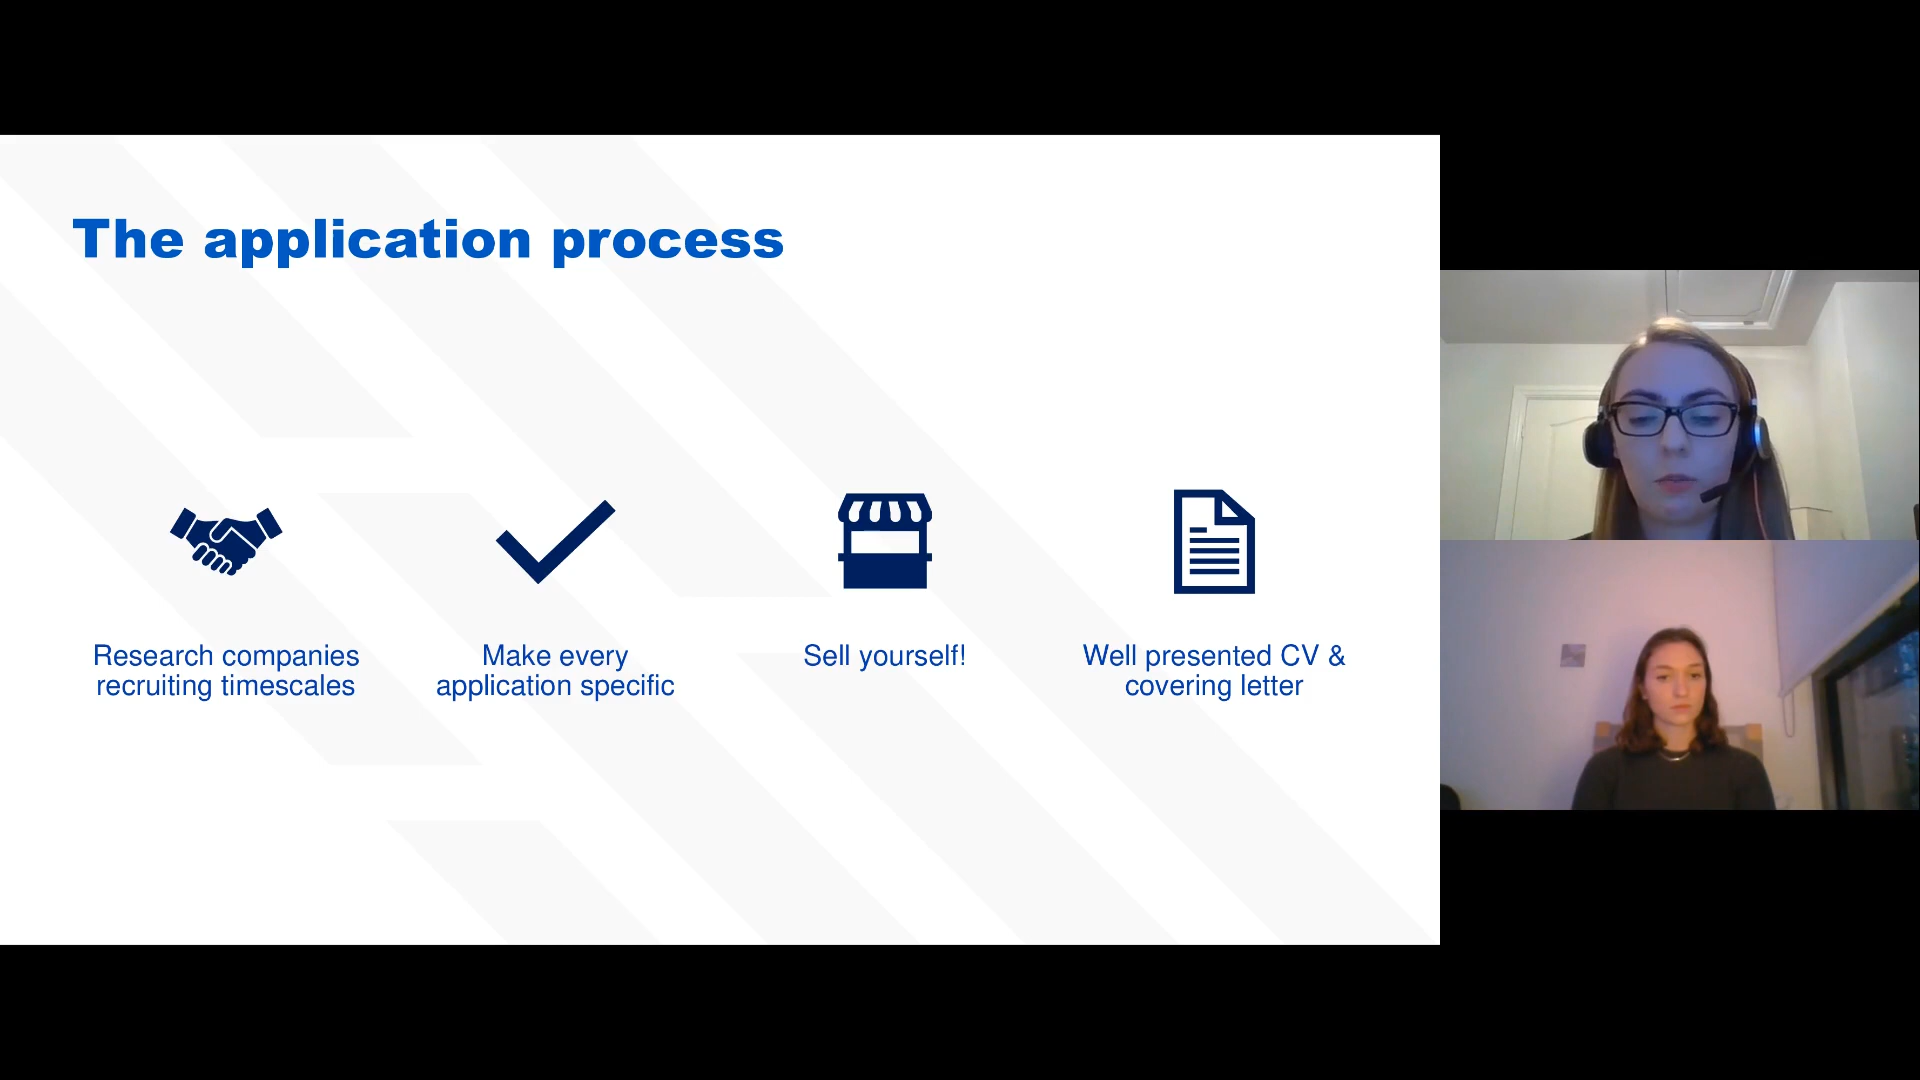 The application process
Research companies
recruiting timescales
Make every
application specific
Sell yourself!
Well presented CV &
covering letter